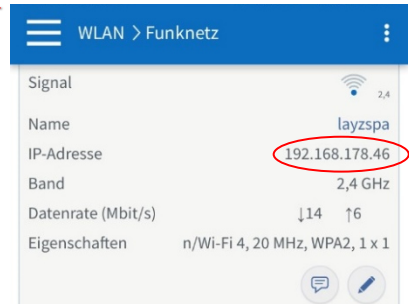 WLAN > Funknetz
Signal 2,4
Name layzspa
IP-Adresse 192.168.178.46
Band 2,4 GHz
Datenrate (Mbit/s) ↓14 ↑6
Eigenschaften n/Wi-Fi 4, 20 MHz, WPA2, 1 x 1